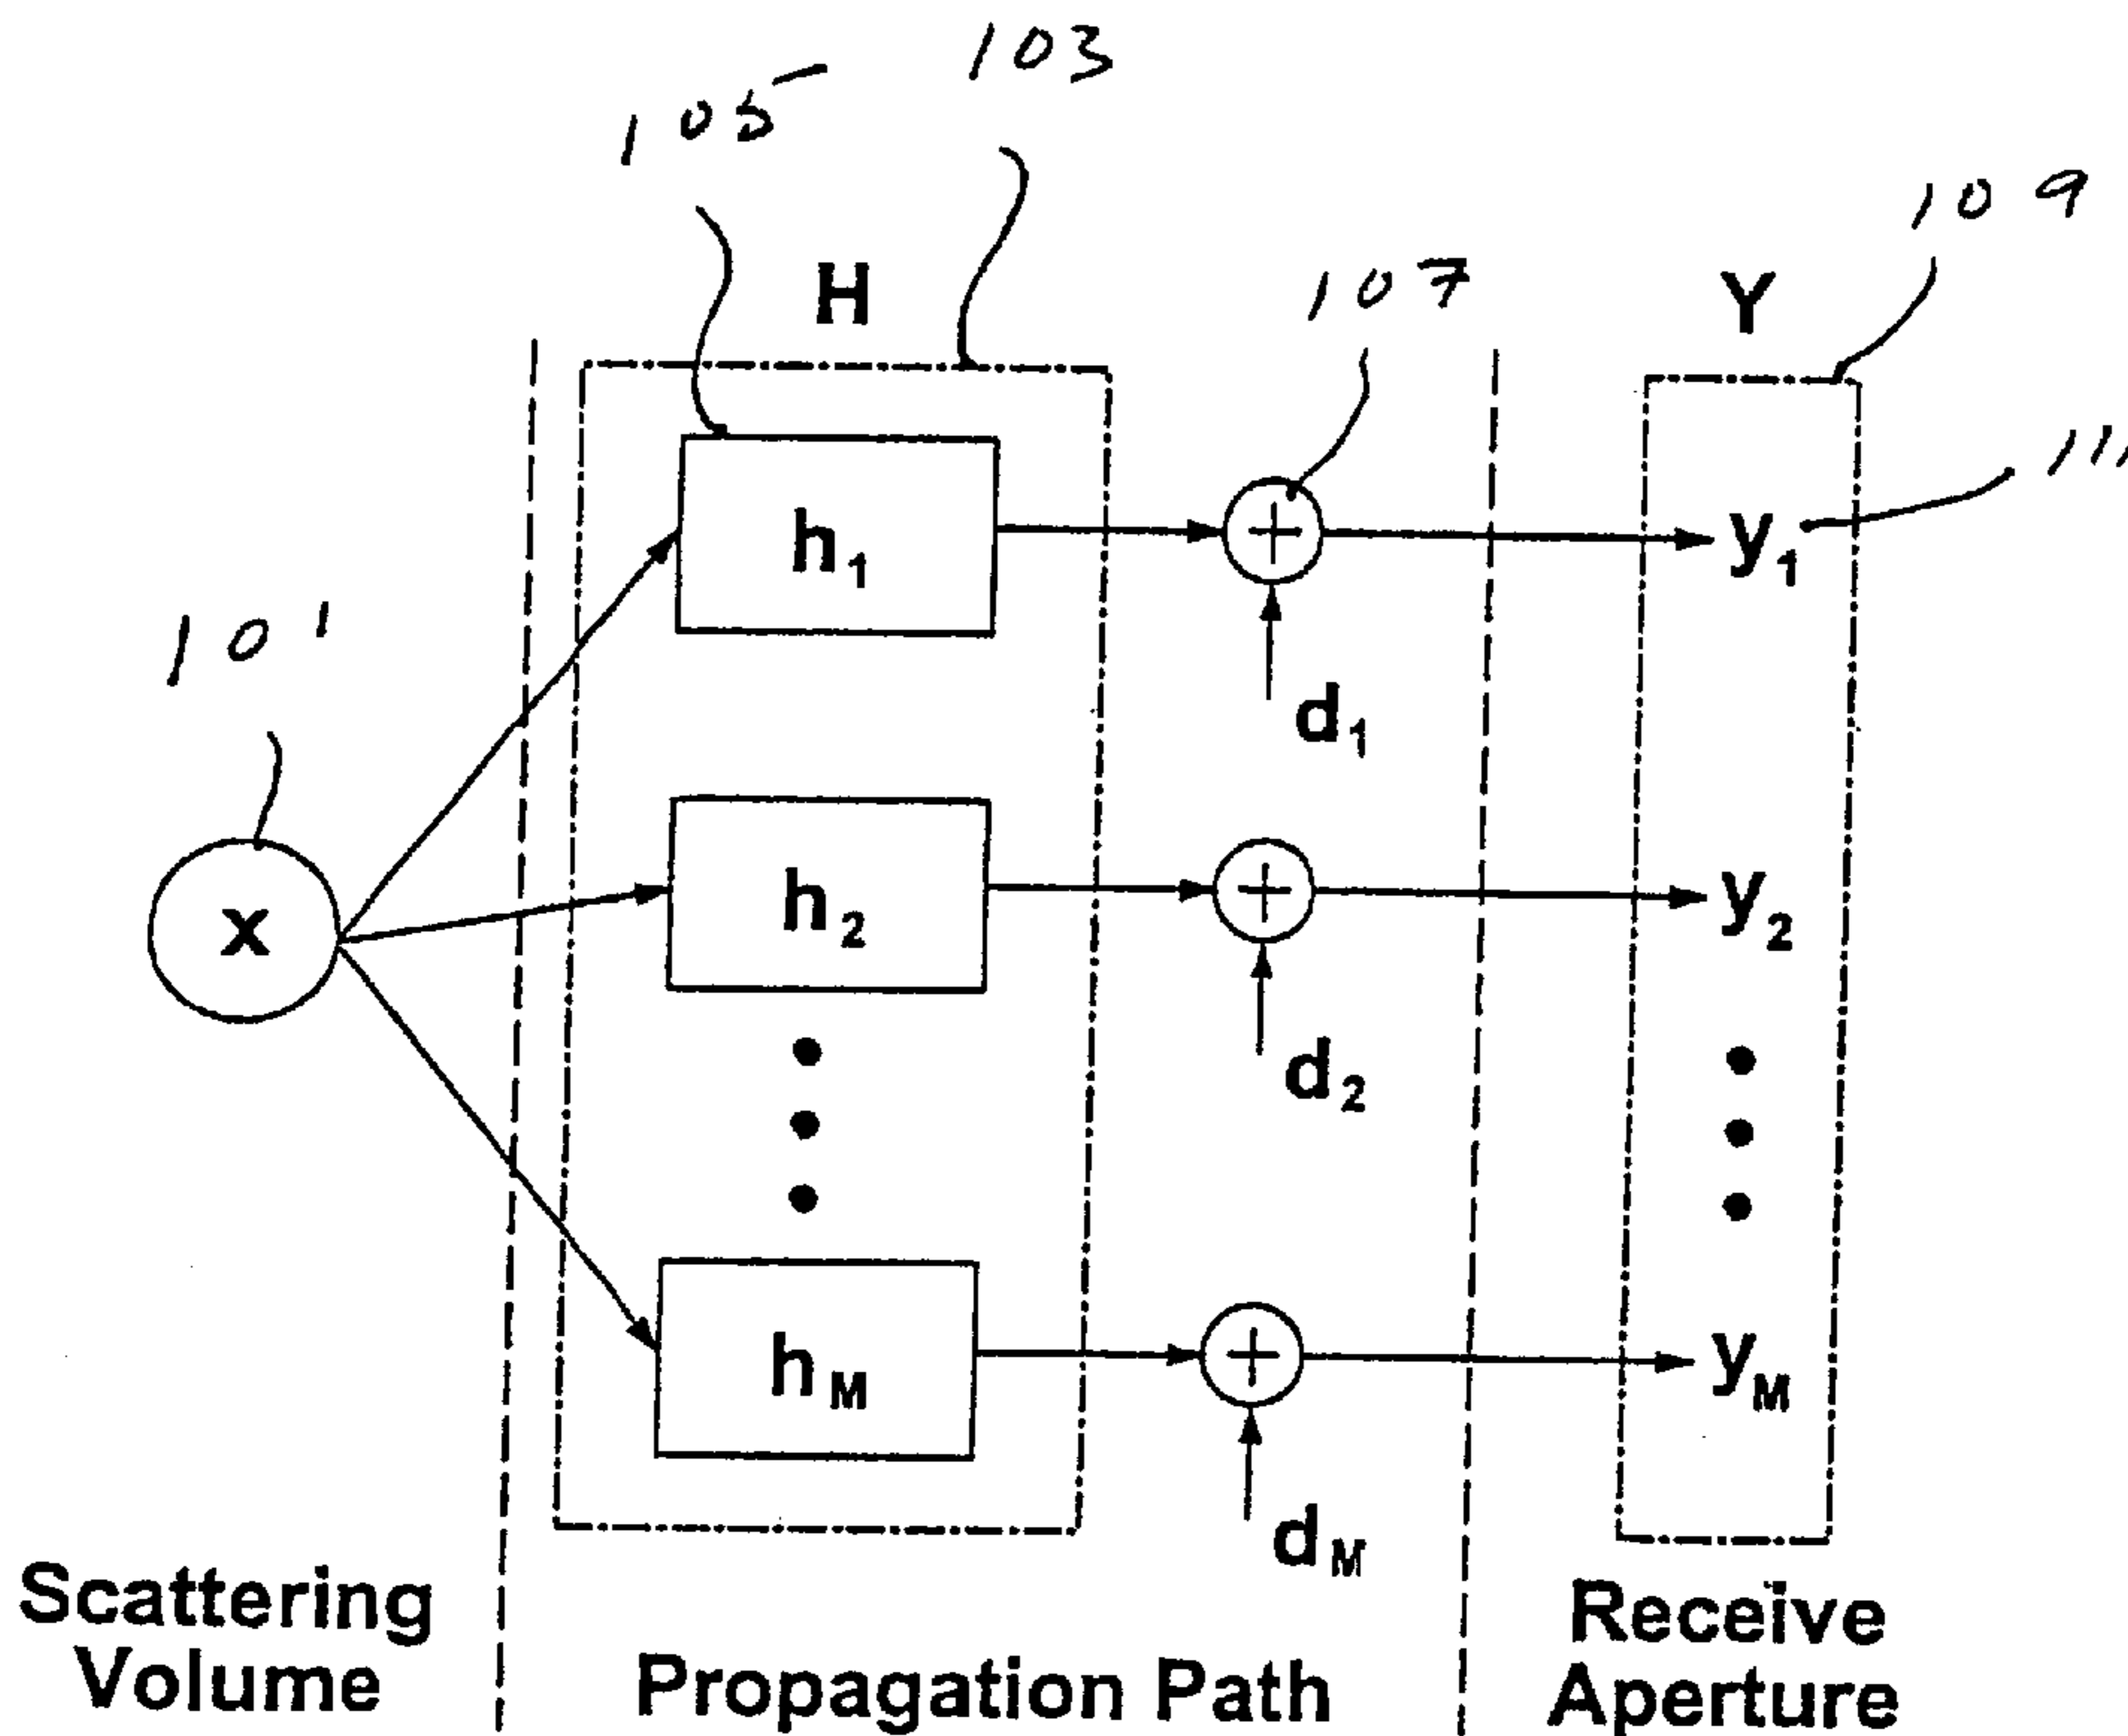 103
105
109
H
107
Y
111
h1
y1
101
d1
x
h2
y2
d2
hM
yM
dM
Scattering
Volume
Propagation Path
Receive
Aperture